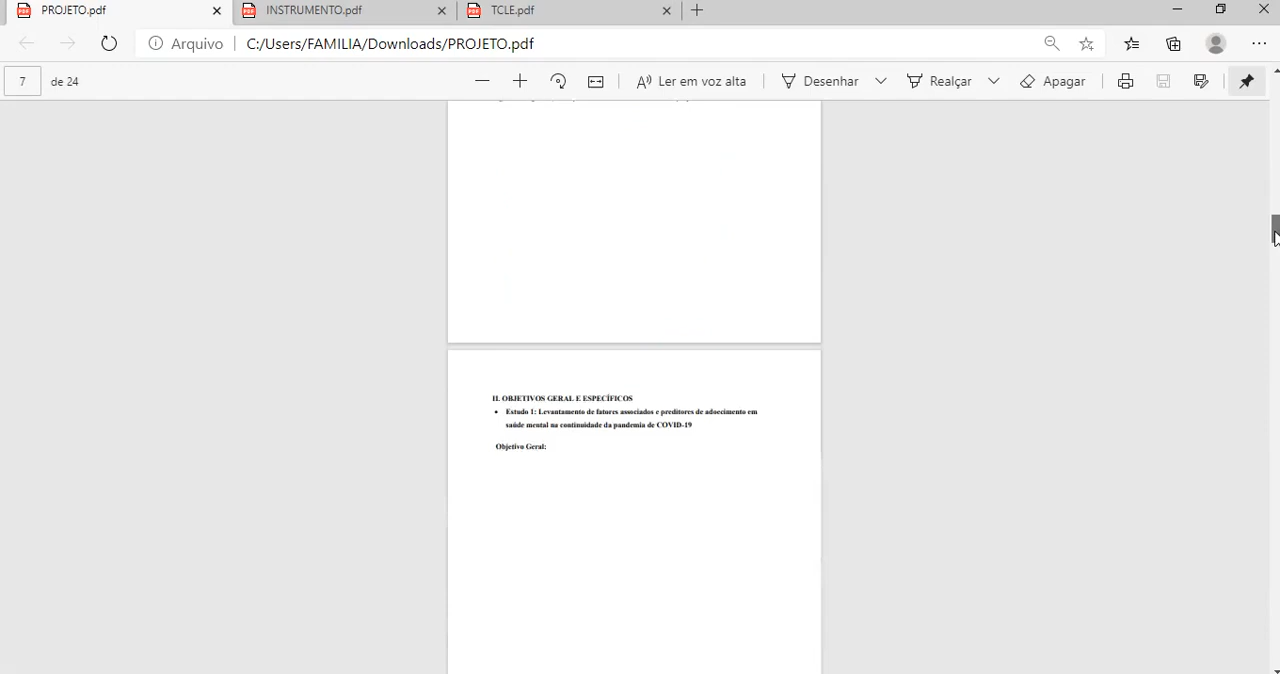 PROJETO.pdf
INSTRUMENTO.pdf
TCLE.pdf
Arquivo
C:/Users/FAMILIA/Downloads/PROJETO.pdf
7 de 24
Ler em voz alta
Desenhar
Realçar
Apagar
II. OBJETIVOS GERAL E ESPECÍFICOS
• Estudo 1: Levantamento de fatores associados e preditores de adoecimento em
saúde mental na continuidade da pandemia de COVID-19
Objetivo Geral: